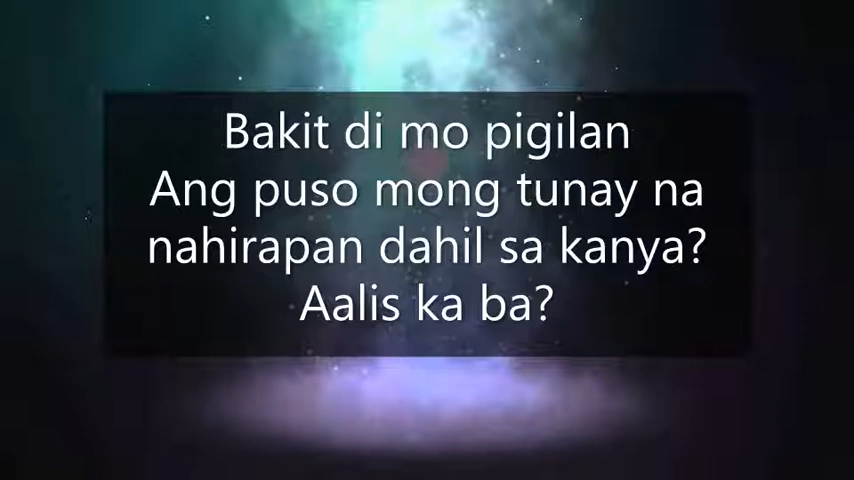 Bakit di mo pigilan
Ang puso mong tunay na
nahirapan dahil sa kanya?
Aalis ka ba?